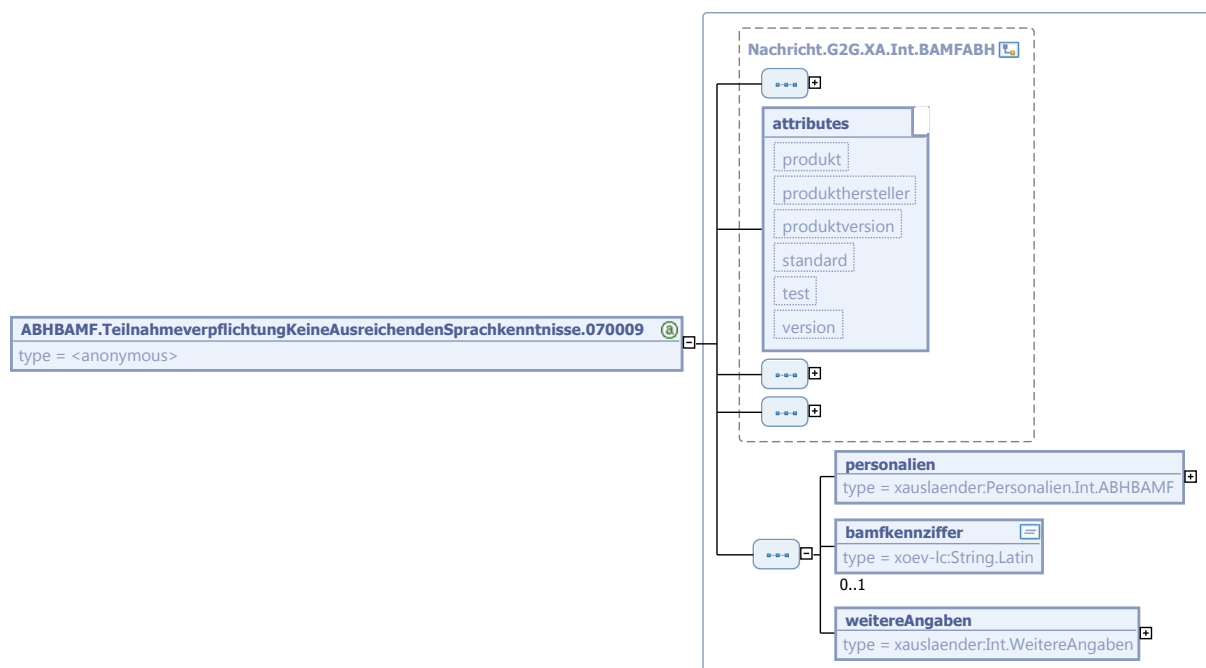 Nachricht.G2G.XA.Int.BAMFABH
attributes
produkt
produkthersteller
produktversion
standard
test
version
ABHBAMF.TeilnahmeverpflichtungKeineAusreichendenSprachkenntnisse.070009 a
type = <anonymous>
personalien
type = xauslaender:Personalien.Int.ABHBAMF
bamfkennziffer
type = xoev-lc:String.Latin
0..1
weitereAngaben
type = xauslaender:Int.WeitereAngaben